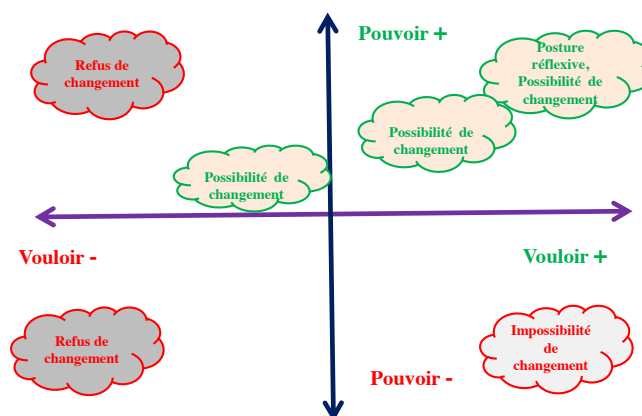 Pouvoir +
Posture
réflexive,
Possibilité de
changement
Refus de
changement
Possibilité de
changement
Possibilité de
changement
Vouloir -
Vouloir +
Refus de
changement
Impossibilité
de
changement
Pouvoir -